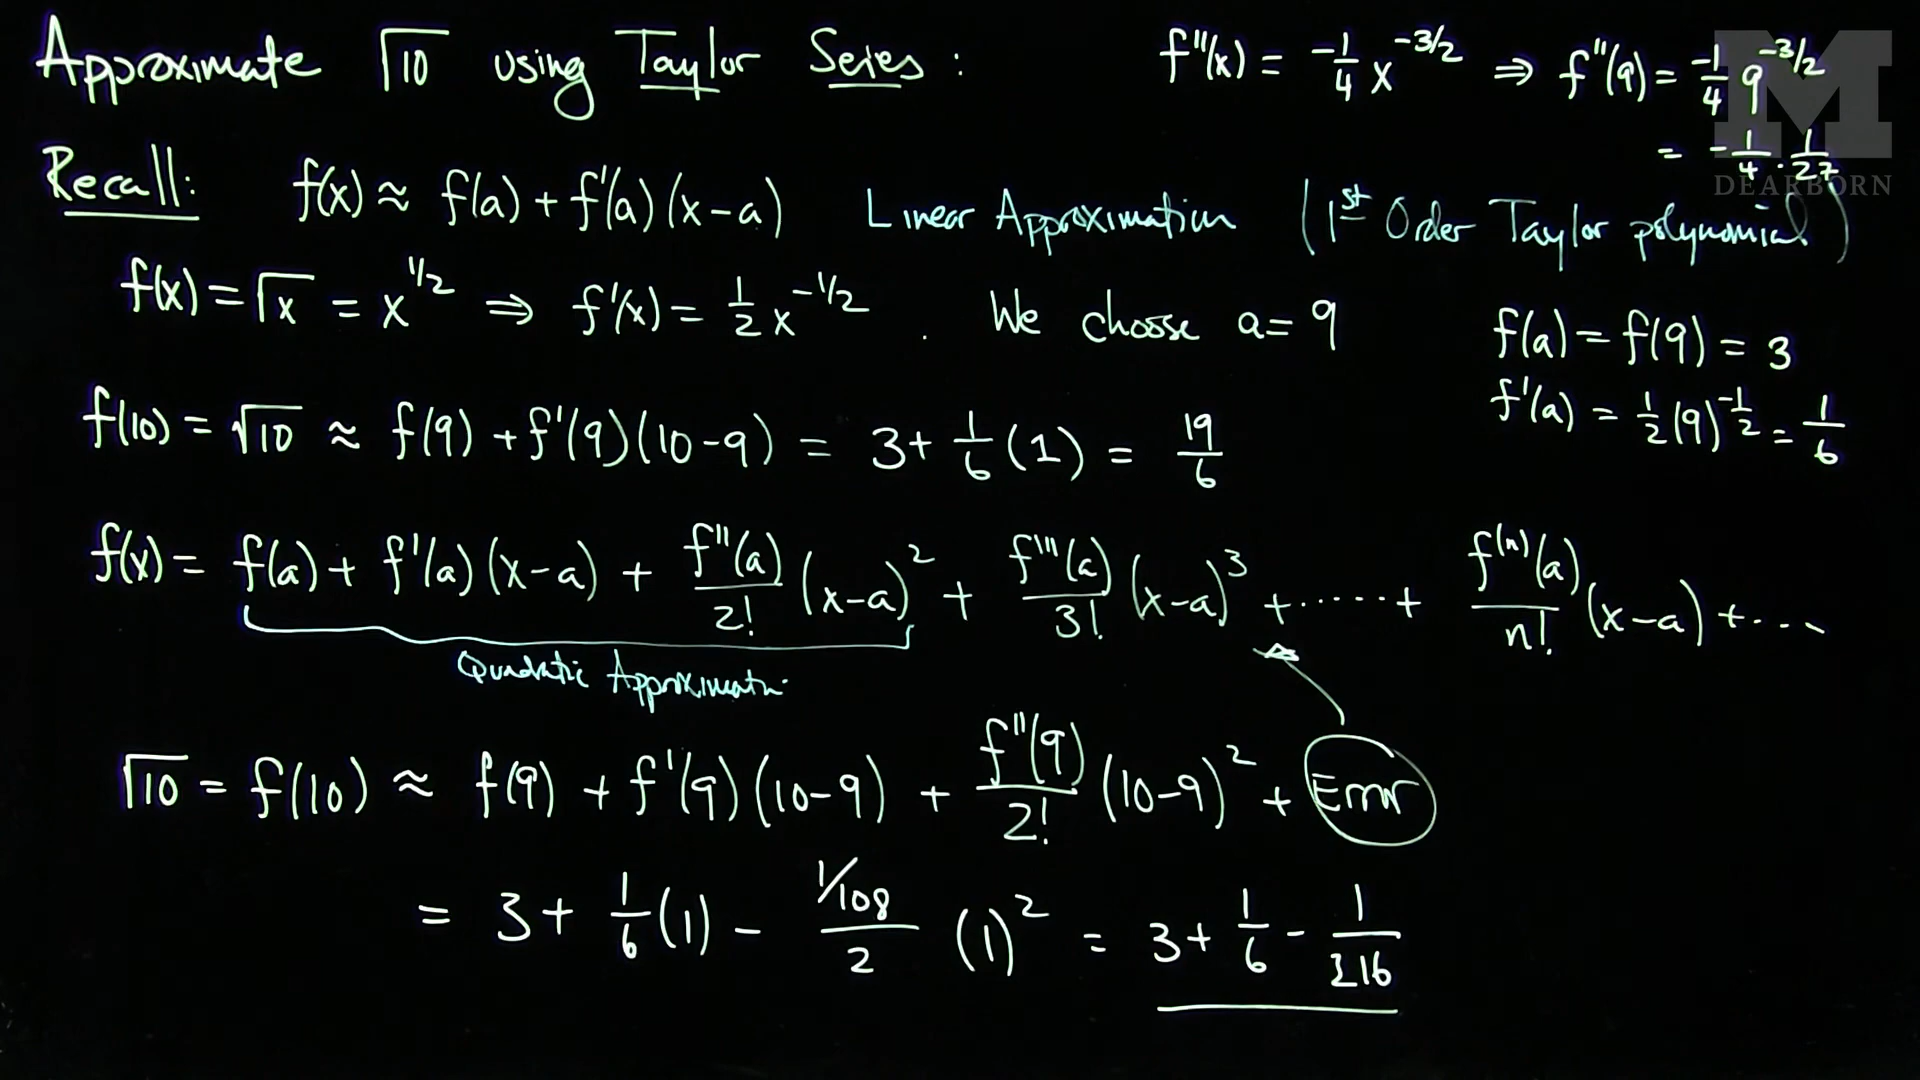 Approximate √10 using Taylor Series :
f''(x) = -1/4 x^(-3/2) ⇒ f''(9) = -1/4 9^(-3/2)
= -1/4 · 1/27
DEARBORN
Recall: f(x) ≈ f(a) + f'(a) (x-a) Linear Approximation (1st Order Taylor polynomial)
f(x) = √x = x^(1/2) ⇒ f'(x) = 1/2 x^(-1/2) . We choose a = 9
f(a) = f(9) = 3
f'(a) = 1/2 (9)^(-1/2) = 1/6
f(10) = √10 ≈ f(9) + f'(9) (10-9) = 3 + 1/6 (1) = 19/6
f(x) = f(a) + f'(a) (x-a) + f''(a)/2! (x-a)^2 + f'''(a)/3! (x-a)^3 + ...... + f^(n)(a)/n! (x-a) + ...
Quadratic Approximatn.
√10 = f(10) ≈ f(9) + f'(9) (10-9) + f''(9)/2! (10-9)^2 + Error
= 3 + 1/6 (1) - (1/108)/2 (1)^2 = 3 + 1/6 - 1/216